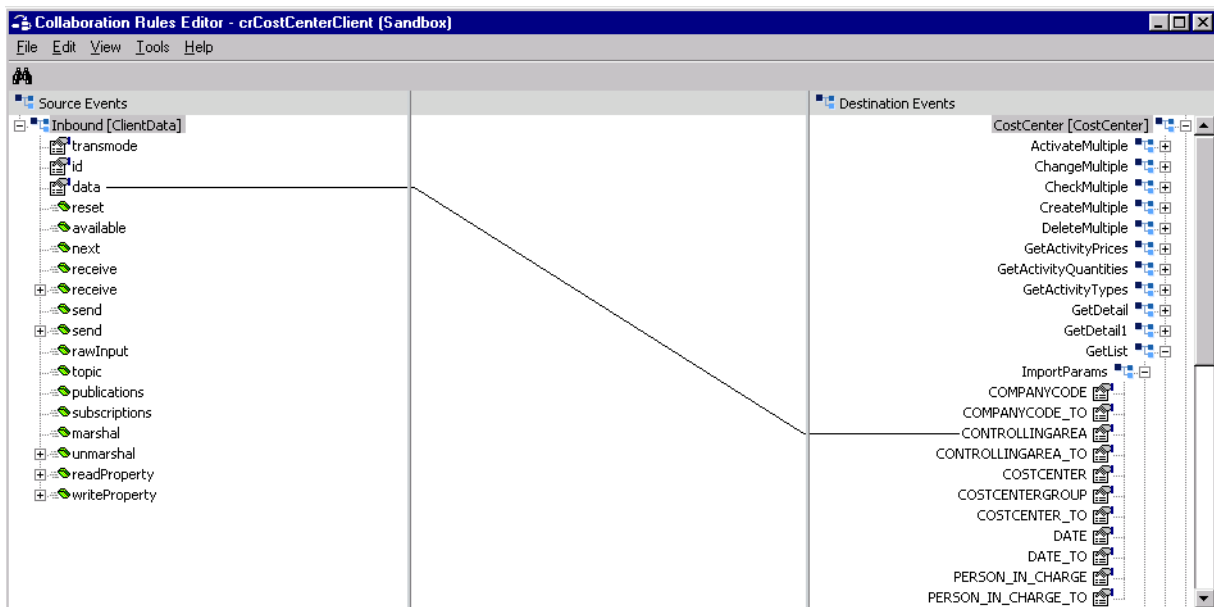 Collaboration Rules Editor - crCostCenterClient (Sandbox)
File Edit View Tools Help
Source Events
Destination Events
Inbound [ClientData]
transmode
id
data
reset
available
next
receive
receive
send
send
rawInput
topic
publications
subscriptions
marshal
unmarshal
readProperty
writeProperty
CostCenter [CostCenter]
ActivateMultiple
ChangeMultiple
CheckMultiple
CreateMultiple
DeleteMultiple
GetActivityPrices
GetActivityQuantities
GetActivityTypes
GetDetail
GetDetail1
GetList
ImportParams
COMPANYCODE
COMPANYCODE_TO
CONTROLLINGAREA
CONTROLLINGAREA_TO
COSTCENTER
COSTCENTERGROUP
COSTCENTER_TO
DATE
DATE_TO
PERSON_IN_CHARGE
PERSON_IN_CHARGE_TO